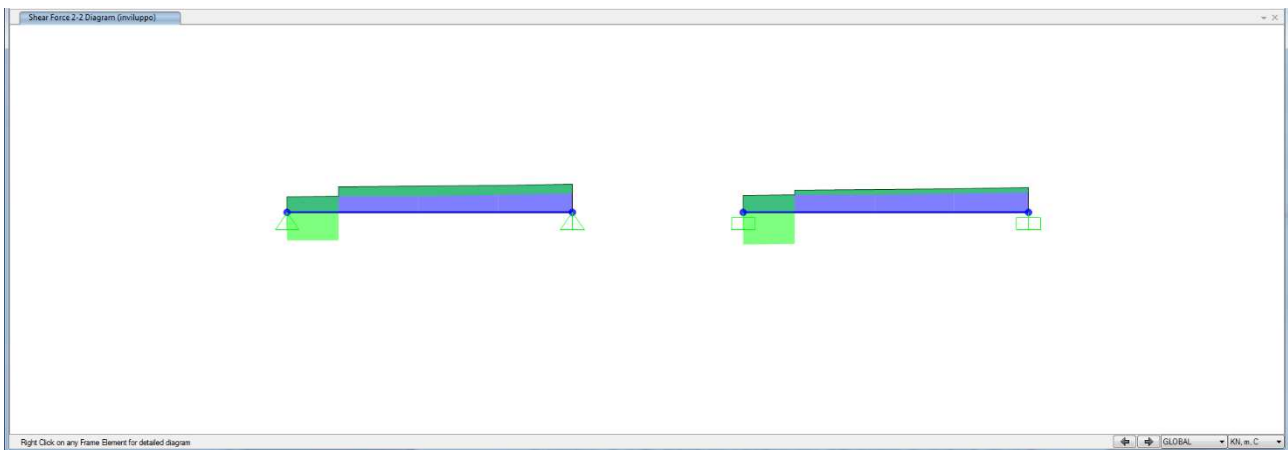 Shear Force 2-2 Diagram (inviluppo)
Right Click on any Frame Element for detailed diagram
GLOBAL
KN, m, C